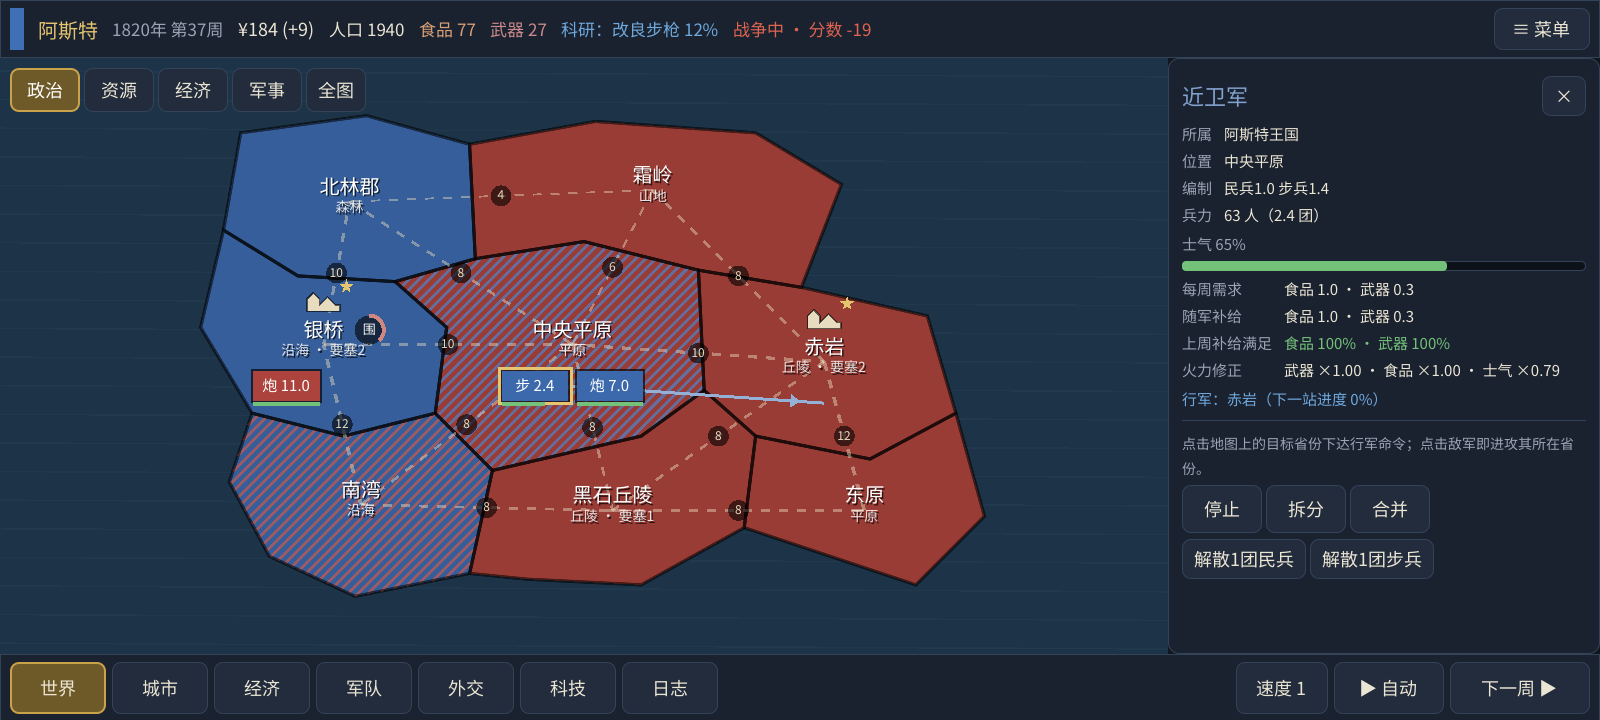 阿斯特 1820年 第37周 ¥184 (+9) 人口 1940 食品 77 武器 27 科研：改良步枪 12% 战争中 · 分数 -19 ≡ 菜单
政治 资源 经济 军事 全图
北林郡
森林
霜岭
山地
4
10
8
6
8
银桥
沿海 · 要塞2
围
中央平原
平原
赤岩
丘陵 · 要塞2
10
10
炮 11.0
步 2.4
炮 7.0
12
8
8
8
12
南湾
沿海
黑石丘陵
丘陵 · 要塞1
东原
平原
8
8
近卫军 ×
所属 阿斯特王国
位置 中央平原
编制 民兵1.0 步兵1.4
兵力 63 人（2.4 团）
士气 65%
每周需求 食品 1.0 · 武器 0.3
随军补给 食品 1.0 · 武器 0.3
上周补给满足 食品 100% · 武器 100%
火力修正 武器 ×1.00 · 食品 ×1.00 · 士气 ×0.79
行军：赤岩（下一站进度 0%）
点击地图上的目标省份下达行军命令；点击敌军即进攻其所在省
份。
停止 拆分 合并
解散1团民兵 解散1团步兵
世界 城市 经济 军队 外交 科技 日志 速度 1 ▶ 自动 下一周 ▶